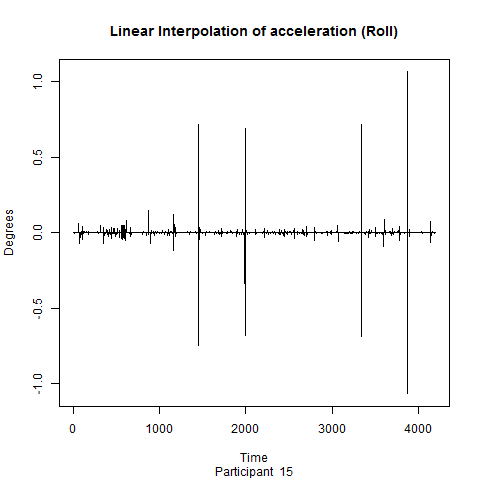 Linear Interpolation of acceleration (Roll)
1.0
0.5
0.0
-0.5
-1.0
Degrees
0 1000 2000 3000 4000
Time
Participant 15